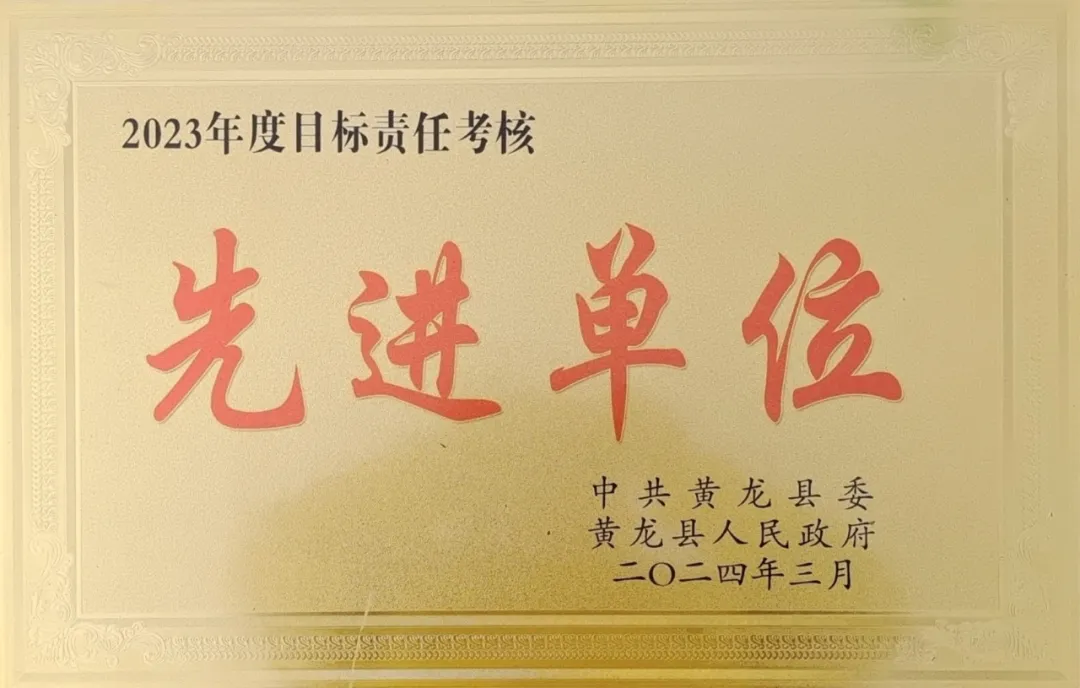 2023年度目标责任考核
先进单位
中共黄龙县委
黄龙县人民政府
二〇二四年三月